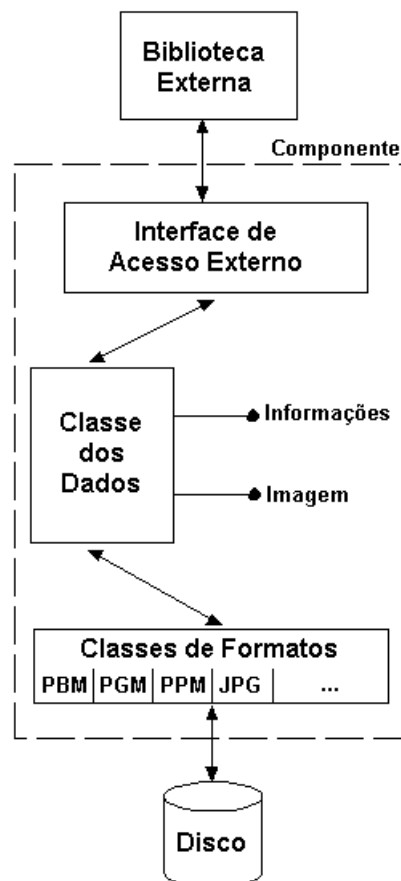 Biblioteca
Externa
Componente
Interface de
Acesso Externo
Classe
dos
Dados
Informações
Imagem
Classes de Formatos
PBM PGM PPM JPG ...
Disco